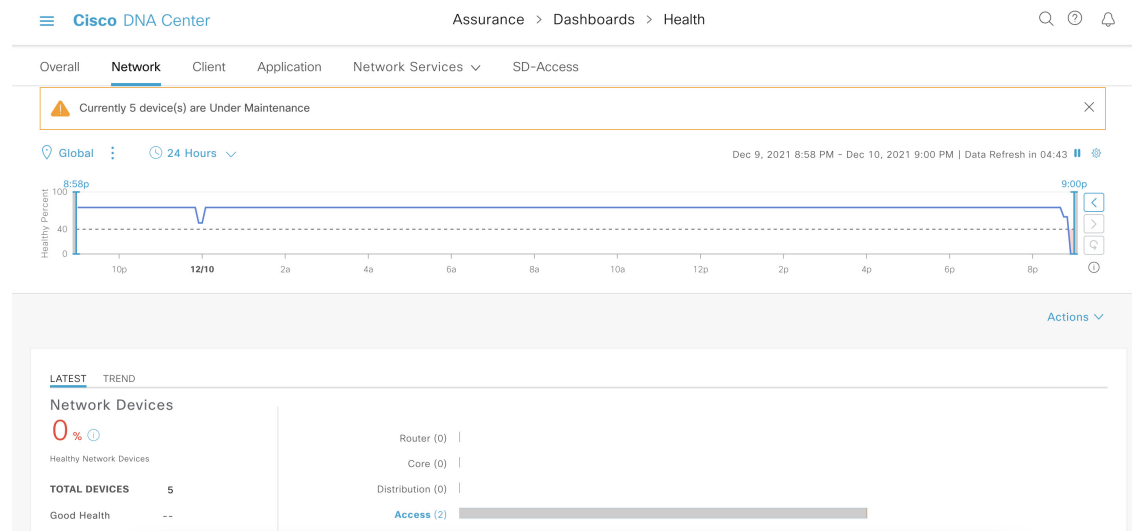 Cisco DNA Center
Assurance > Dashboards > Health
Overall Network Client Application Network Services SD-Access
Currently 5 device(s) are Under Maintenance
Global 24 Hours Dec 9, 2021 8:58 PM - Dec 10, 2021 9:00 PM | Data Refresh in 04:43
8:58p 9:00p
Healthy Percent
100
40
0
10p 12/10 2a 4a 6a 8a 10a 12p 2p 4p 6p 8p
Actions
LATEST TREND
Network Devices
0 %
Healthy Network Devices
TOTAL DEVICES 5
Good Health --
Router (0)
Core (0)
Distribution (0)
Access (2)